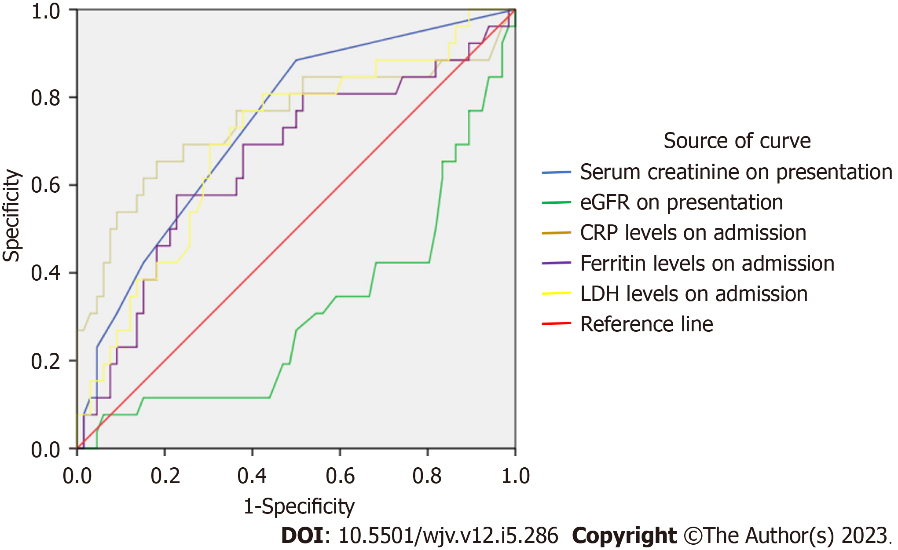 1.0
0.8
0.6
0.4
0.2
0.0
Specificity
0.0 0.2 0.4 0.6 0.8 1.0
1-Specificity
Source of curve
Serum creatinine on presentation
eGFR on presentation
CRP levels on admission
Ferritin levels on admission
LDH levels on admission
Reference line
DOI: 10.5501/wjv.v12.i5.286 Copyright ©The Author(s) 2023.